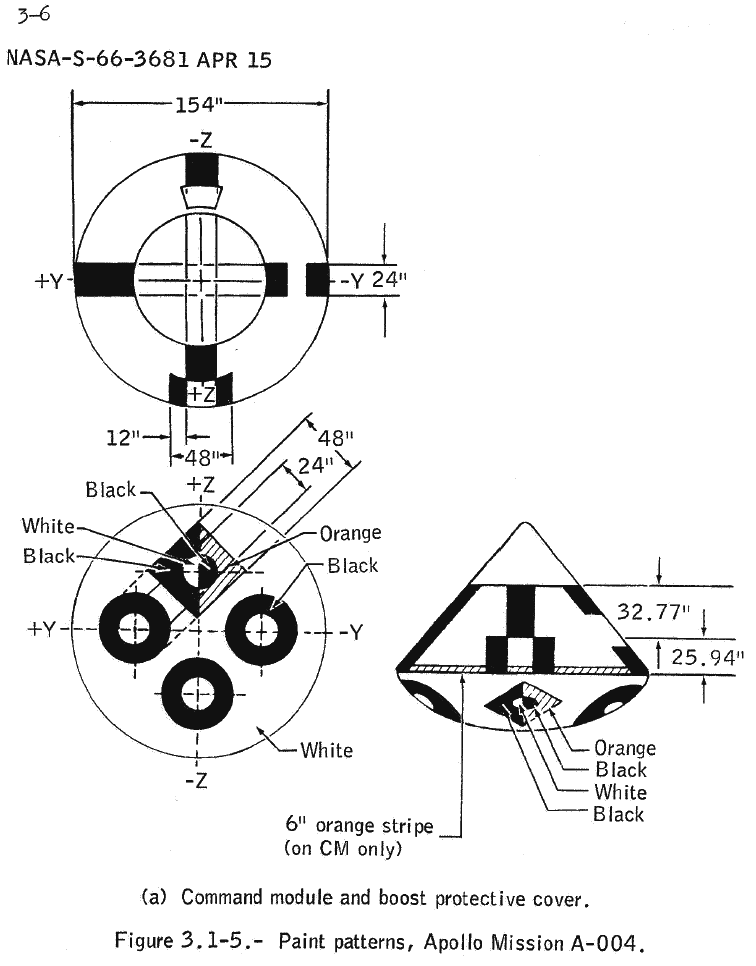 3-6
NASA-S-66-3681 APR 15
154"
-Z
+Y
-Y 24"
+Z
12"
48"
48"
24"
+Z
Black
White
Black
Orange
Black
+Y
-Y
White
-Z
32.77"
25.94"
Orange
Black
White
Black
6" orange stripe
(on CM only)
(a) Command module and boost protective cover.
Figure 3.1-5.- Paint patterns, Apollo Mission A-004.